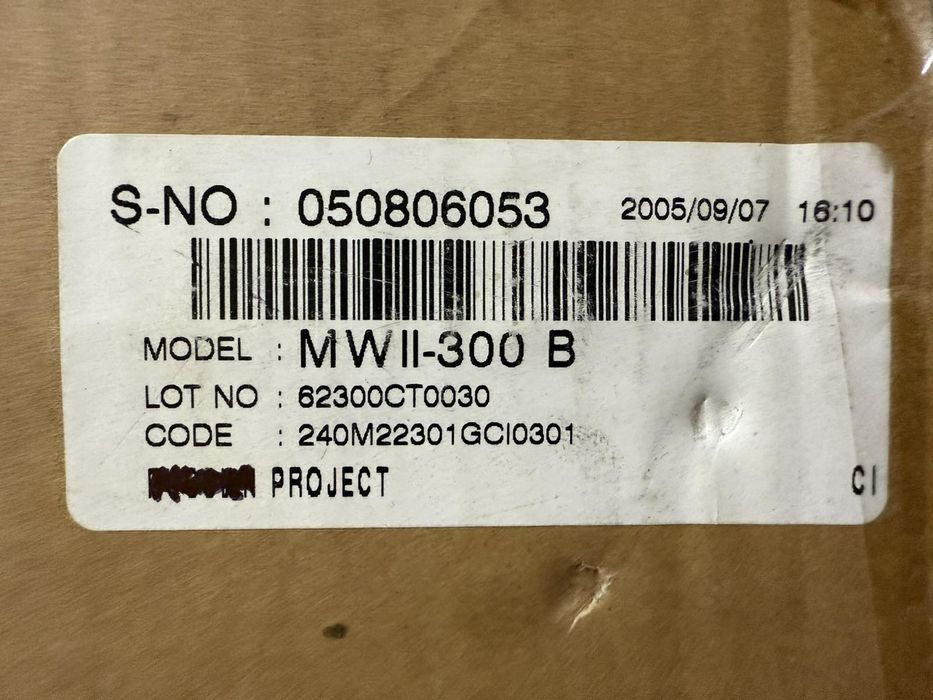 S-NO : 050806053 2005/09/07 16:10
MODEL : MWII-300 B
LOT NO : 62300CT0030
CODE : 240M22301GCI0301
PROJECT CI